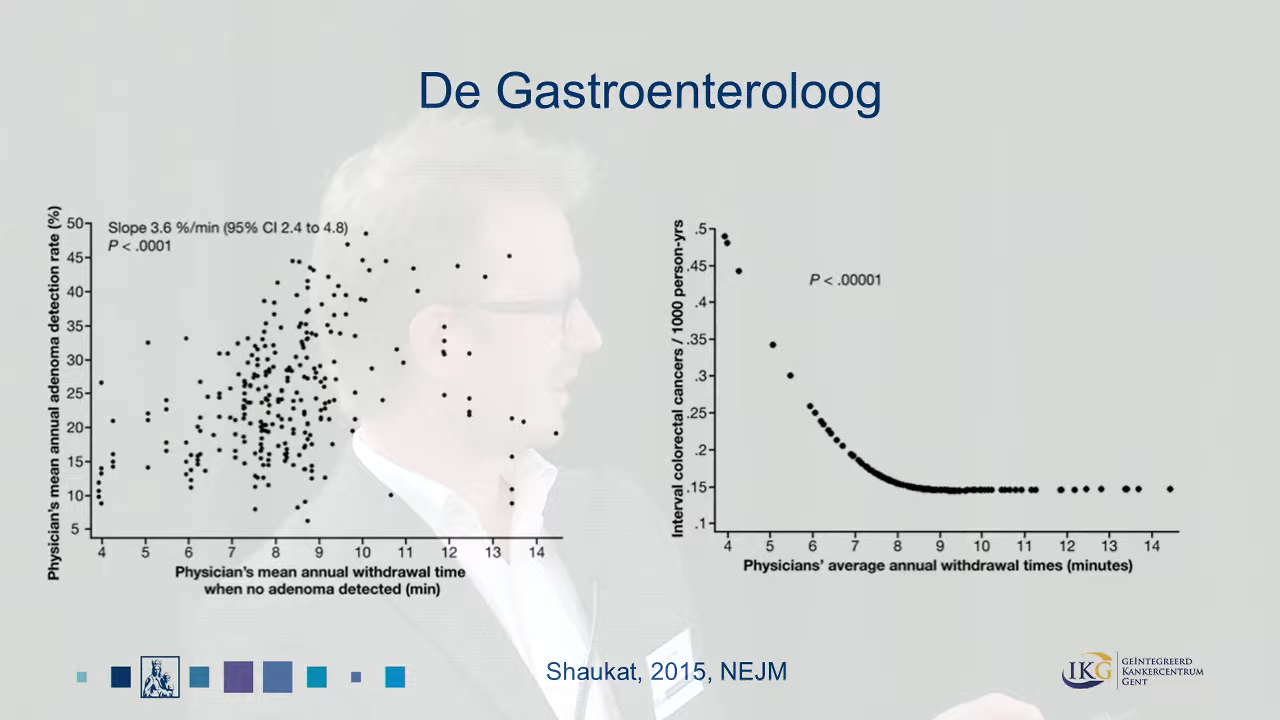 De Gastroenteroloog
Physician's mean annual adenoma detection rate (%)
50
45
40
35
30
25
20
15
10
5
Slope 3.6 %/min (95% CI 2.4 to 4.8)
P < .0001
4 5 6 7 8 9 10 11 12 13 14
Physician's mean annual withdrawal time
when no adenoma detected (min)
Interval colorectal cancers / 1000 person-yrs
.5
.45
.4
.35
.3
.25
.2
.15
.1
P < .00001
4 5 6 7 8 9 10 11 12 13 14
Physicians' average annual withdrawal times (minutes)
Shaukat, 2015, NEJM
IKG
GEÏNTEGREERD
KANKERCENTRUM
GENT